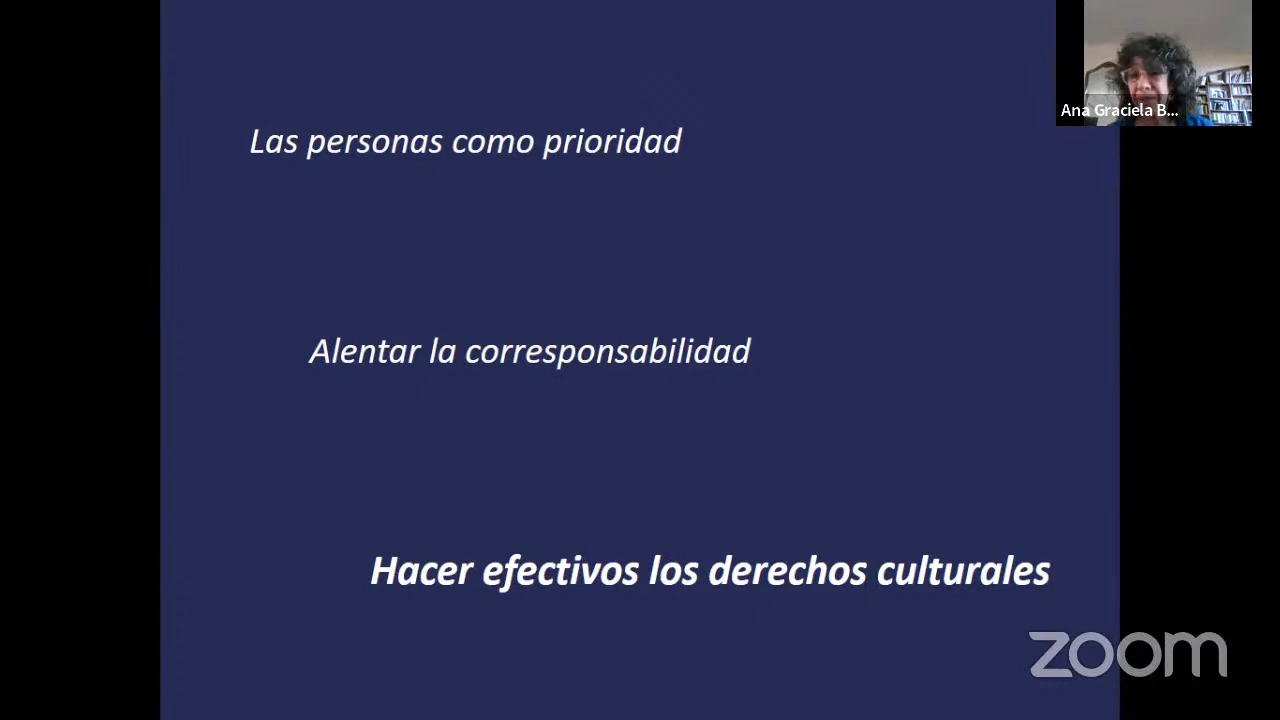 Ana Graciela B...
Las personas como prioridad
Alentar la corresponsabilidad
Hacer efectivos los derechos culturales
zoom